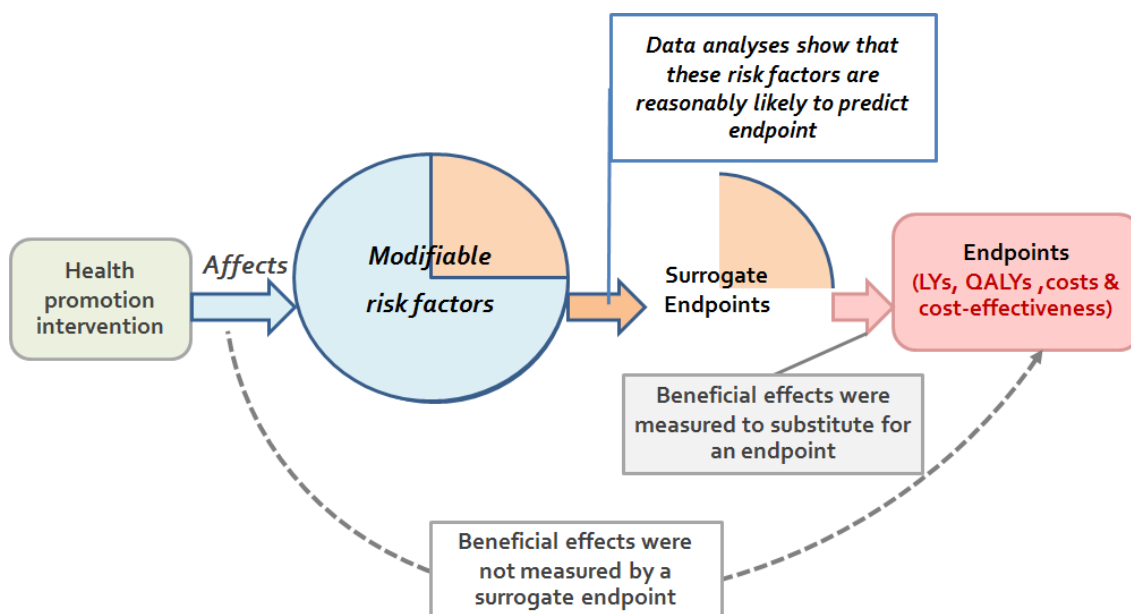 Data analyses show that
these risk factors are
reasonably likely to predict
endpoint
Health
promotion
intervention
Affects
Modifiable
risk factors
Surrogate
Endpoints
Endpoints
(LYs, QALYs ,costs &
cost-effectiveness)
Beneficial effects were
measured to substitute for
an endpoint
Beneficial effects were
not measured by a
surrogate endpoint